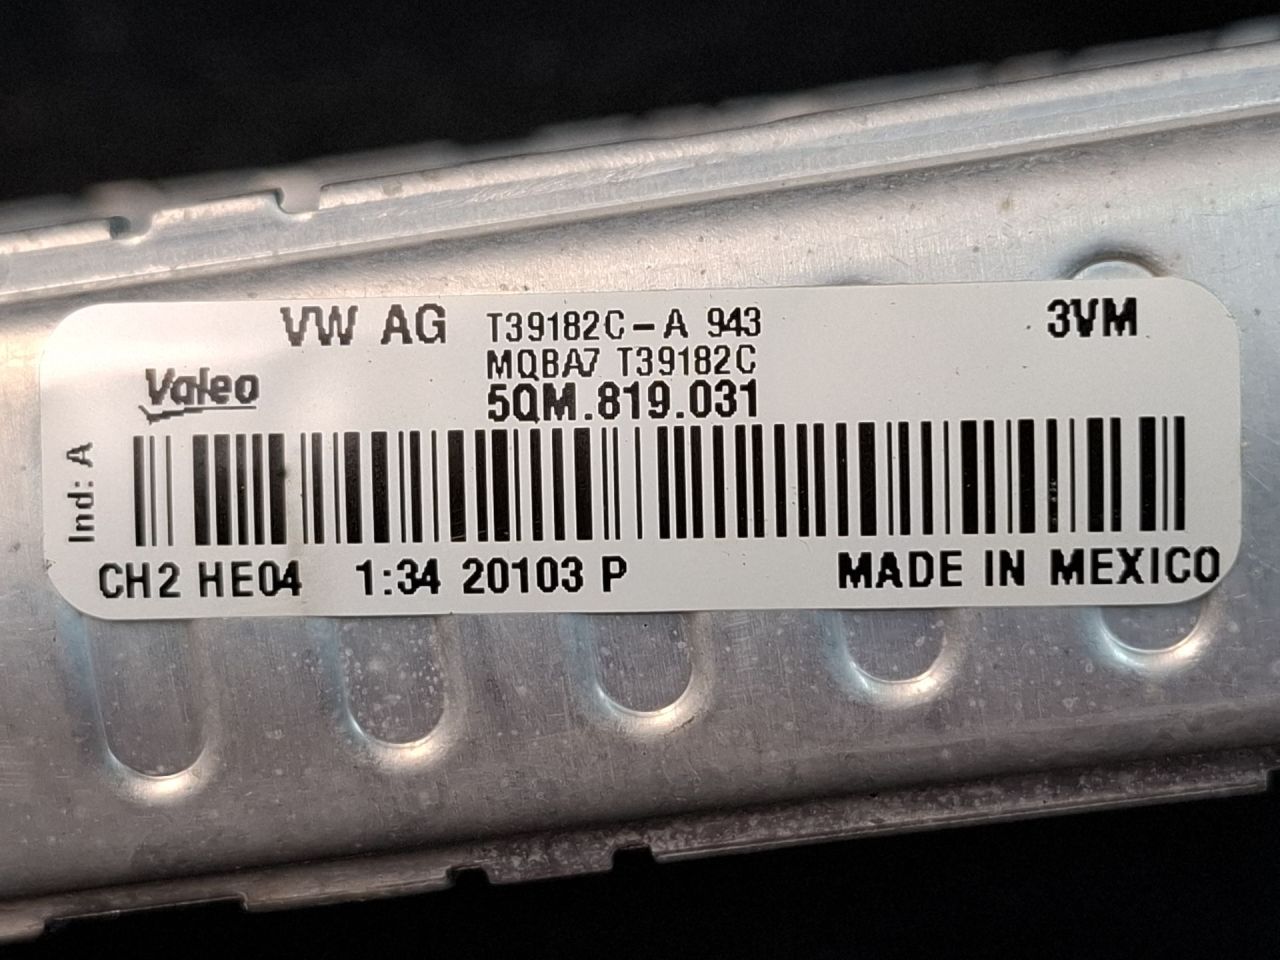 VW AG T39182C-A 943 3VM
MQBA7 T39182C
Valeo
5QM.819.031
Ind: A
CH2 HE04 1:34 20103 P MADE IN MEXICO